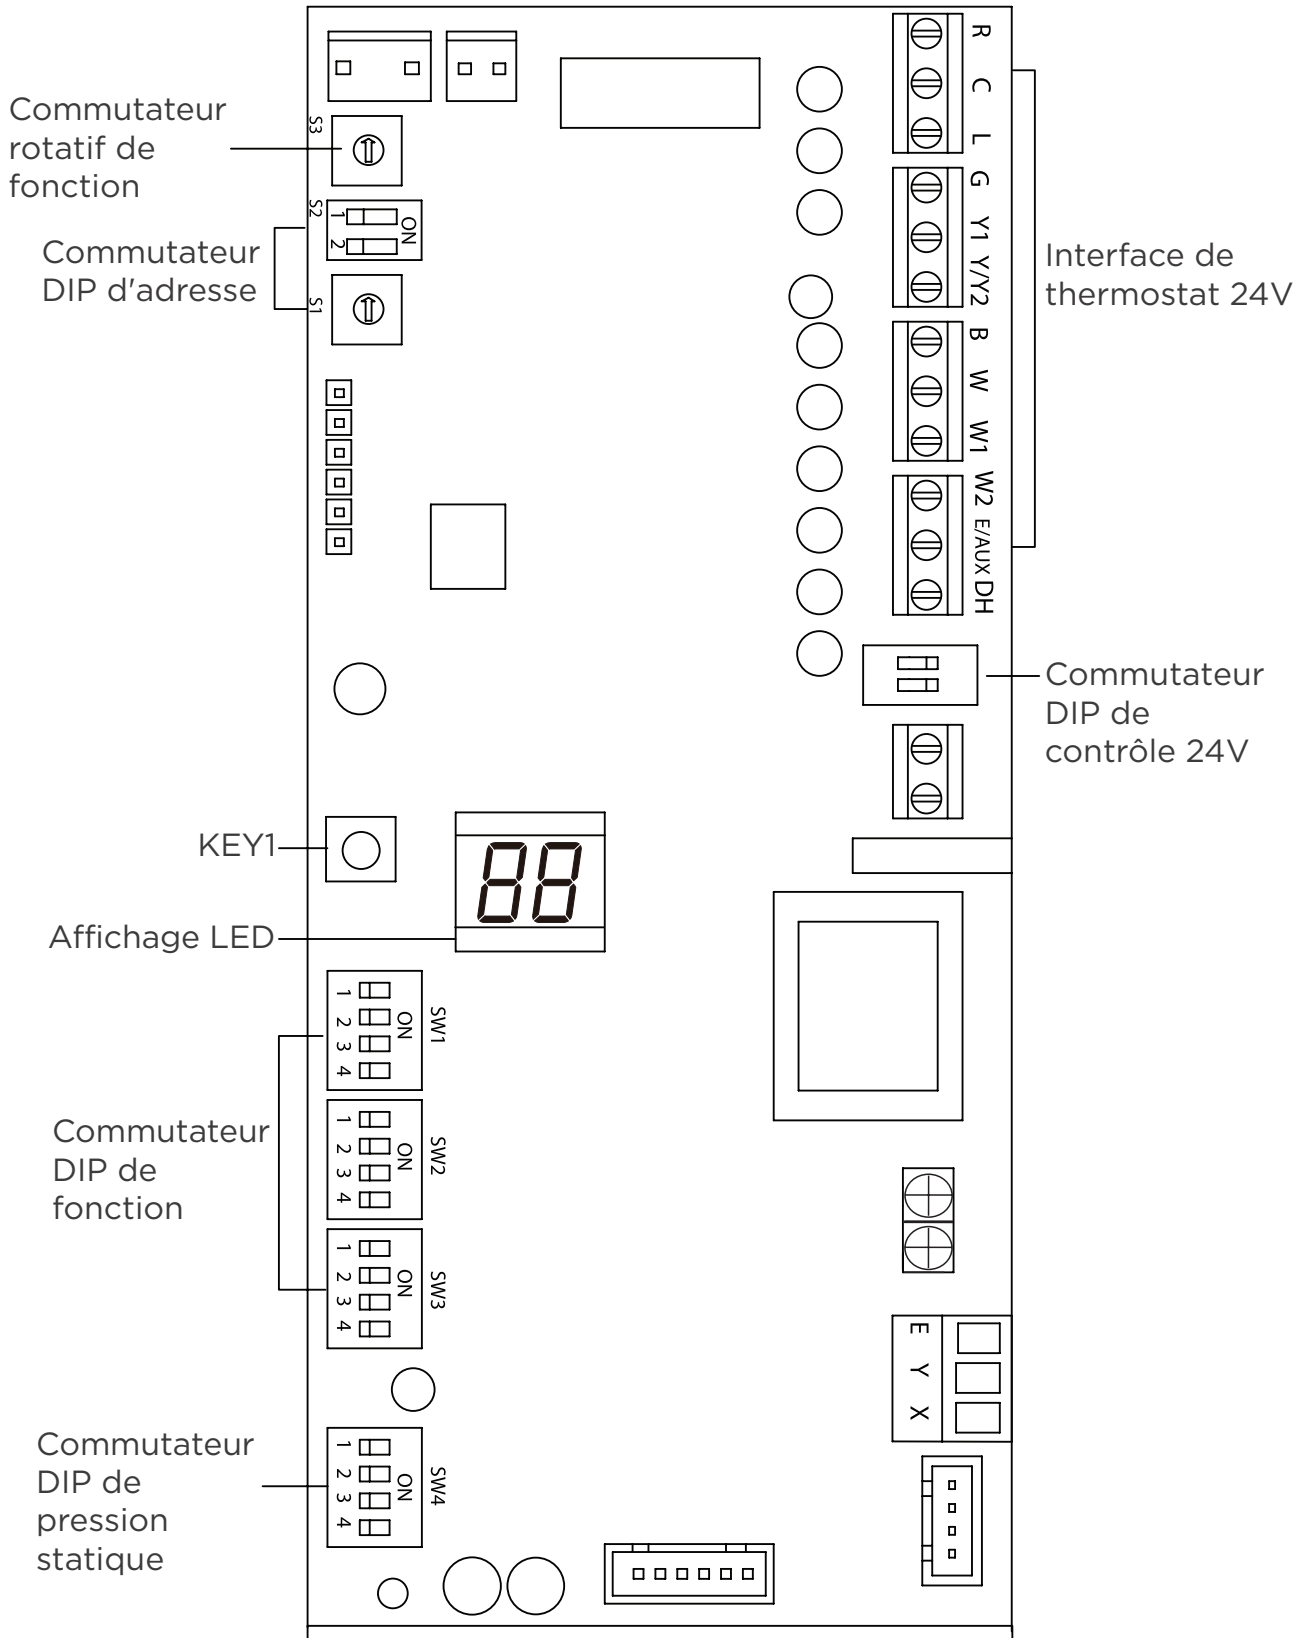 Commutateur
rotatif de
fonction
S3
S2
1
2
ON
Commutateur
DIP d'adresse
S1
R
C
L
G
Y1
Y/Y2
B
W
W1
W2
E/AUX
DH
Interface de
thermostat 24V
Commutateur
DIP de
contrôle 24V
KEY1
88
Affichage LED
1
2
3
4
ON
SW1
Commutateur
DIP de
fonction
1
2
3
4
ON
SW2
1
2
3
4
ON
SW3
E
Y
X
Commutateur
DIP de
pression
statique
1
2
3
4
ON
SW4